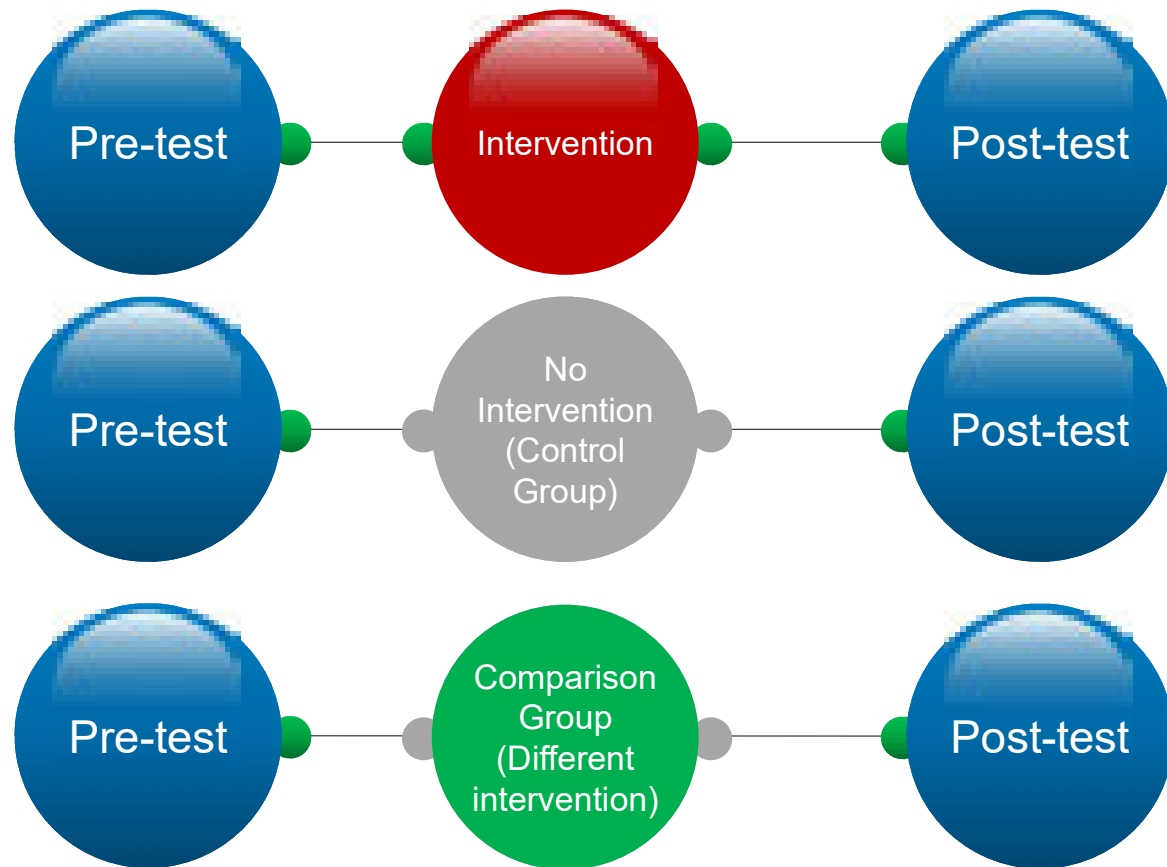 Pre-test
Intervention
Post-test
Pre-test
No
Intervention
(Control
Group)
Post-test
Pre-test
Comparison
Group
(Different
intervention)
Post-test